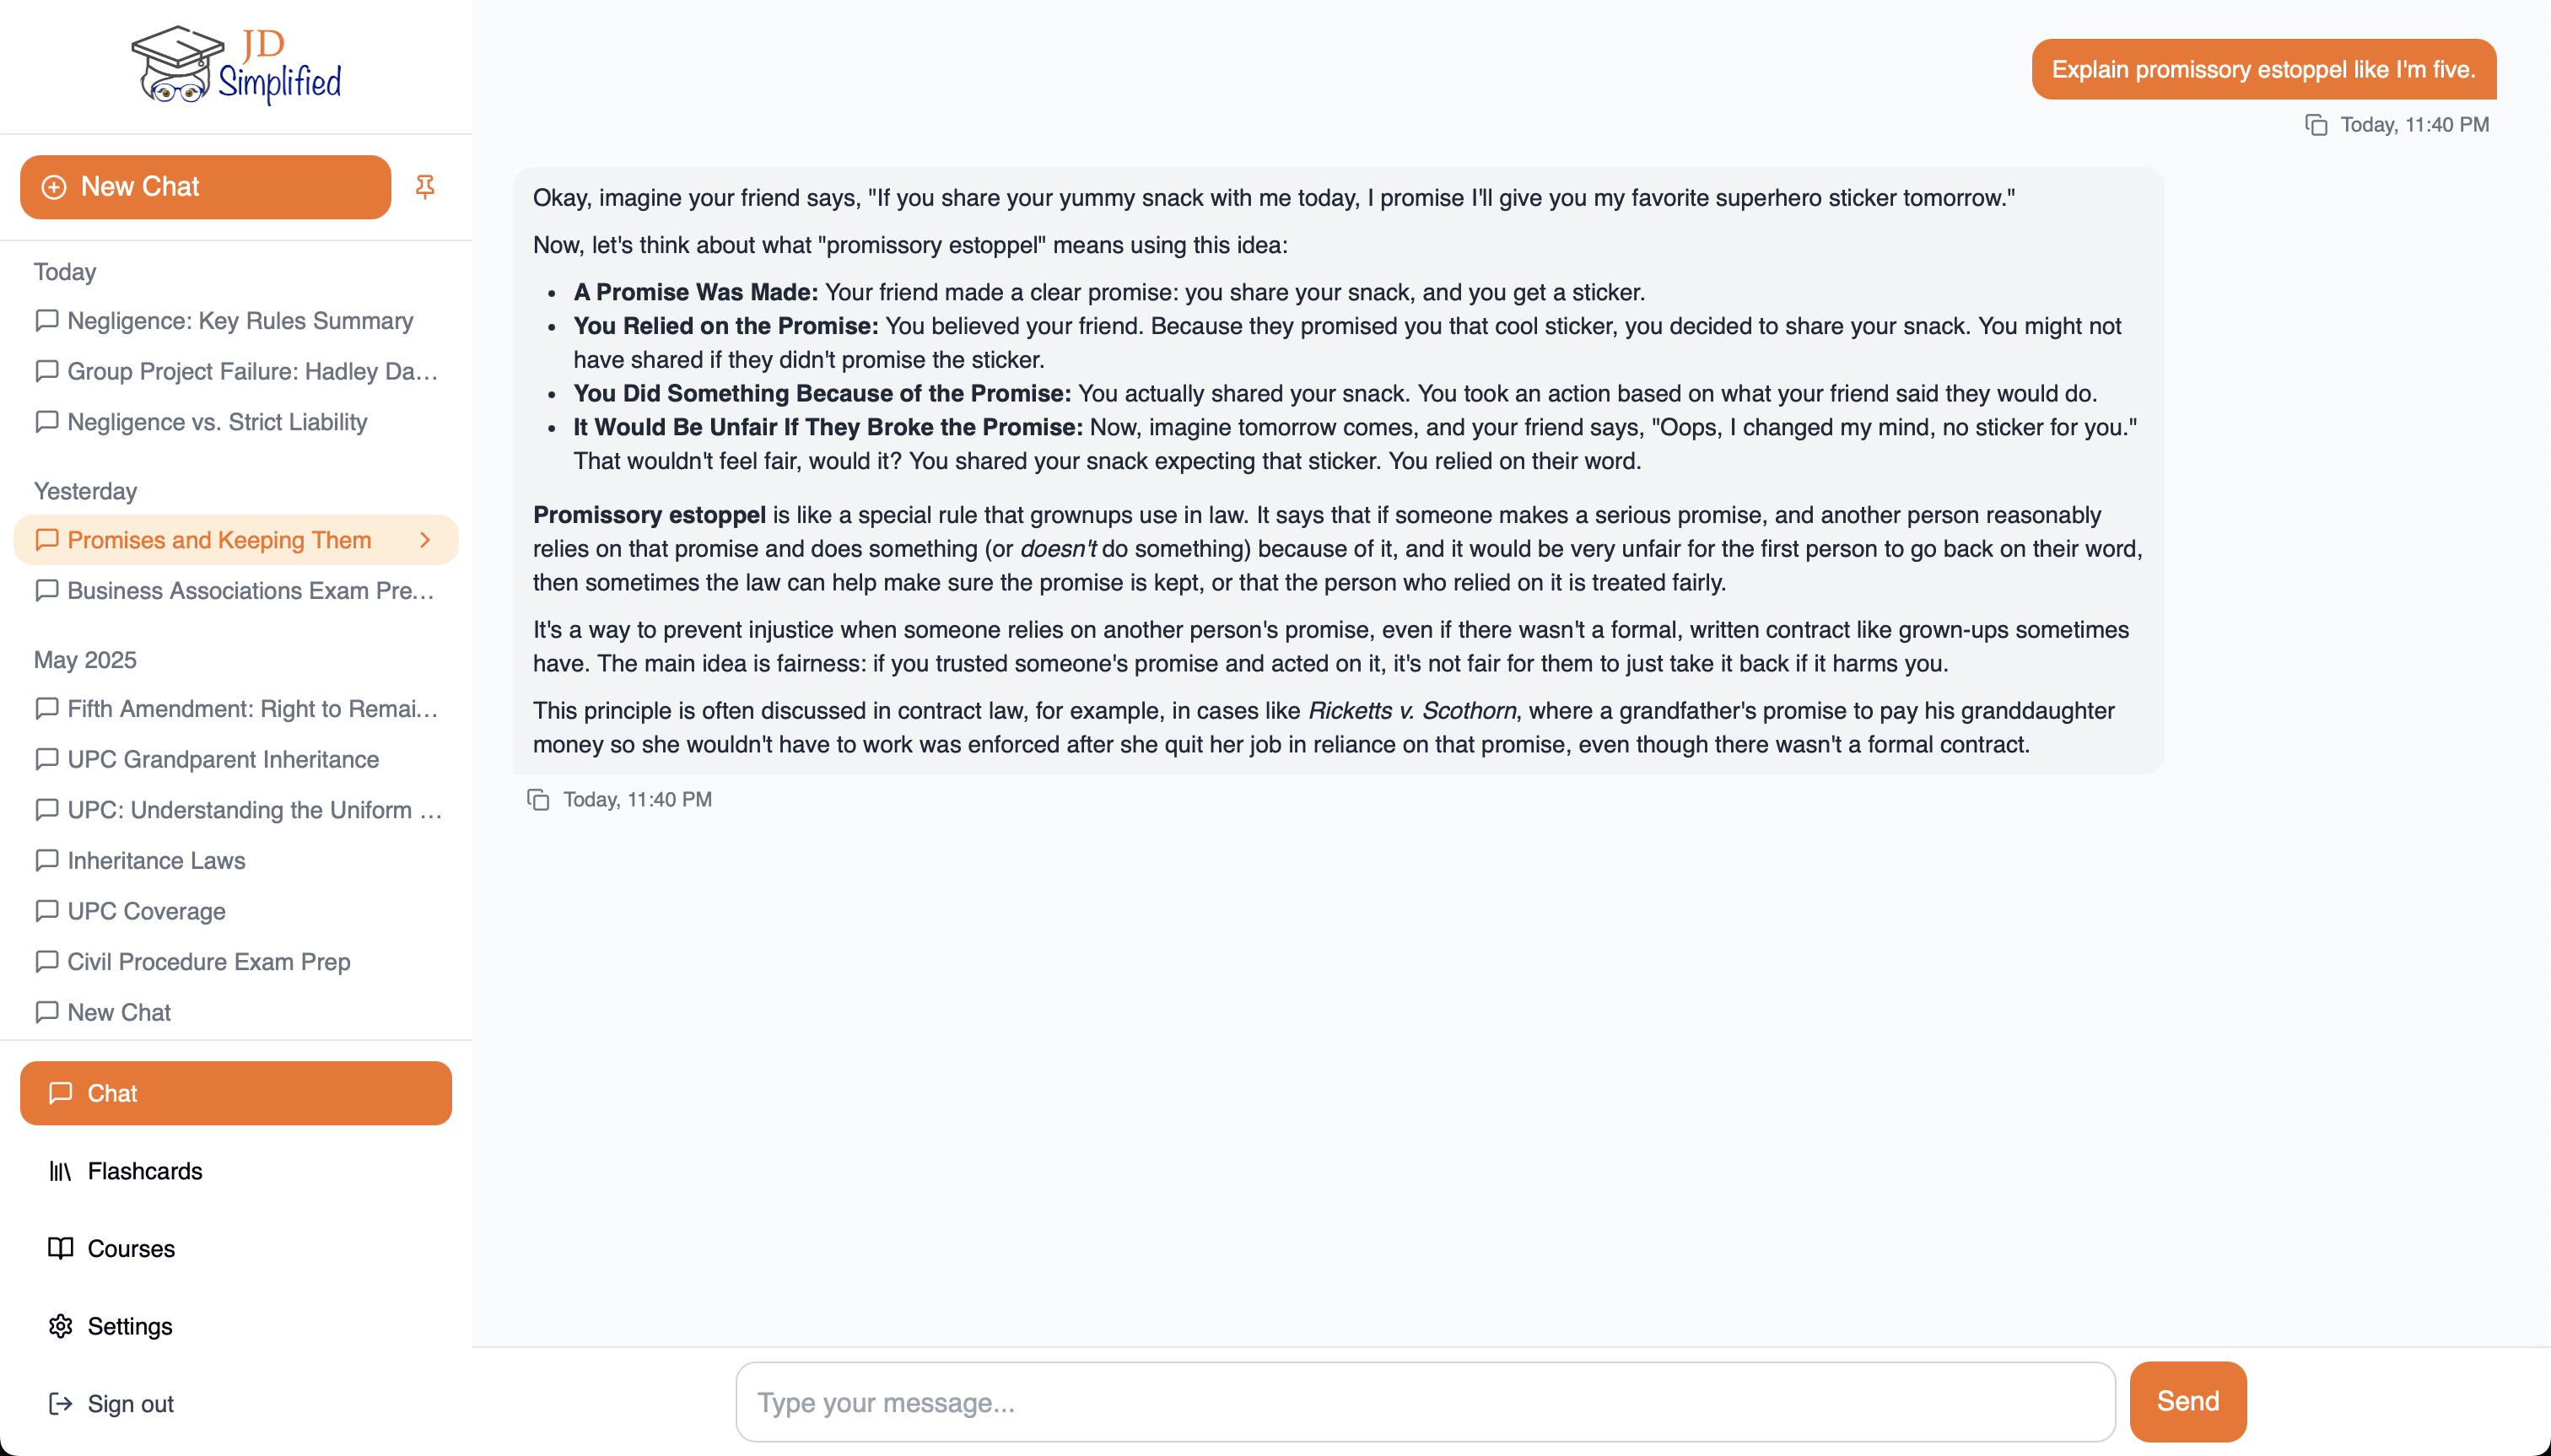 JD
Simplified
New Chat
Today
Negligence: Key Rules Summary
Group Project Failure: Hadley Da...
Negligence vs. Strict Liability
Yesterday
Promises and Keeping Them
Business Associations Exam Pre...
May 2025
Fifth Amendment: Right to Remai...
UPC Grandparent Inheritance
UPC: Understanding the Uniform ...
Inheritance Laws
UPC Coverage
Civil Procedure Exam Prep
New Chat
Chat
Flashcards
Courses
Settings
Sign out
Explain promissory estoppel like I'm five.
Today, 11:40 PM
Okay, imagine your friend says, "If you share your yummy snack with me today, I promise I'll give you my favorite superhero sticker tomorrow."
Now, let's think about what "promissory estoppel" means using this idea:
• A Promise Was Made: Your friend made a clear promise: you share your snack, and you get a sticker.
• You Relied on the Promise: You believed your friend. Because they promised you that cool sticker, you decided to share your snack. You might not
have shared if they didn't promise the sticker.
• You Did Something Because of the Promise: You actually shared your snack. You took an action based on what your friend said they would do.
• It Would Be Unfair If They Broke the Promise: Now, imagine tomorrow comes, and your friend says, "Oops, I changed my mind, no sticker for you."
That wouldn't feel fair, would it? You shared your snack expecting that sticker. You relied on their word.
Promissory estoppel is like a special rule that grownups use in law. It says that if someone makes a serious promise, and another person reasonably
relies on that promise and does something (or doesn't do something) because of it, and it would be very unfair for the first person to go back on their word,
then sometimes the law can help make sure the promise is kept, or that the person who relied on it is treated fairly.
It's a way to prevent injustice when someone relies on another person's promise, even if there wasn't a formal, written contract like grown-ups sometimes
have. The main idea is fairness: if you trusted someone's promise and acted on it, it's not fair for them to just take it back if it harms you.
This principle is often discussed in contract law, for example, in cases like Ricketts v. Scothorn, where a grandfather's promise to pay his granddaughter
money so she wouldn't have to work was enforced after she quit her job in reliance on that promise, even though there wasn't a formal contract.
Today, 11:40 PM
Type your message...
Send